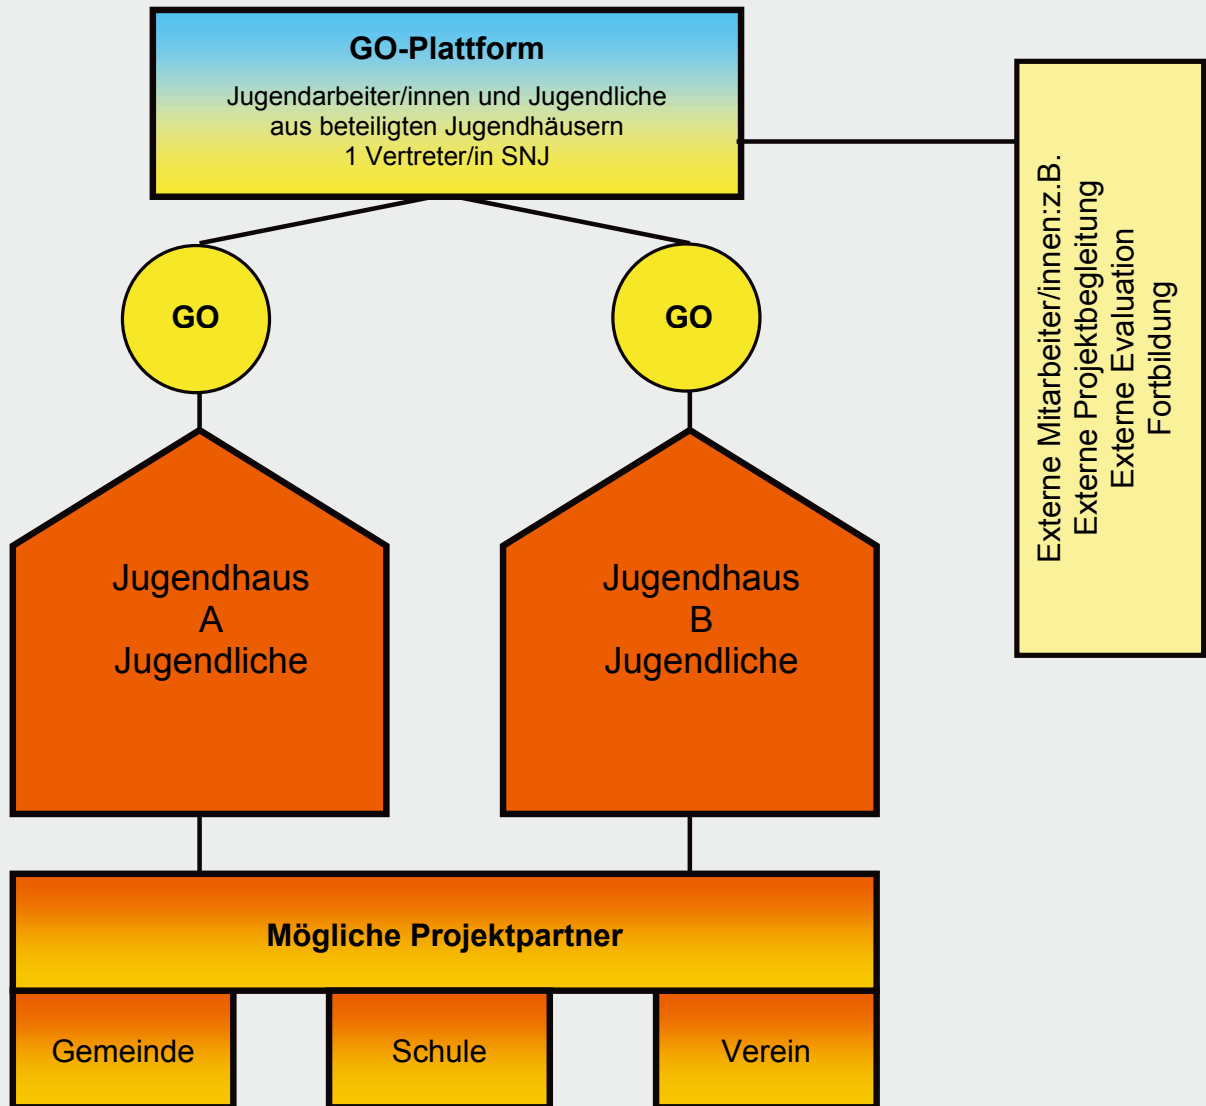 GO-Plattform
Jugendarbeiter/innen und Jugendliche
aus beteiligten Jugendhäusern
1 Vertreter/in SNJ
Externe Mitarbeiter/innen:z.B.
Externe Projektbegleitung
Externe Evaluation
Fortbildung
GO
GO
Jugendhaus
A
Jugendliche
Jugendhaus
B
Jugendliche
Mögliche Projektpartner
Gemeinde
Schule
Verein